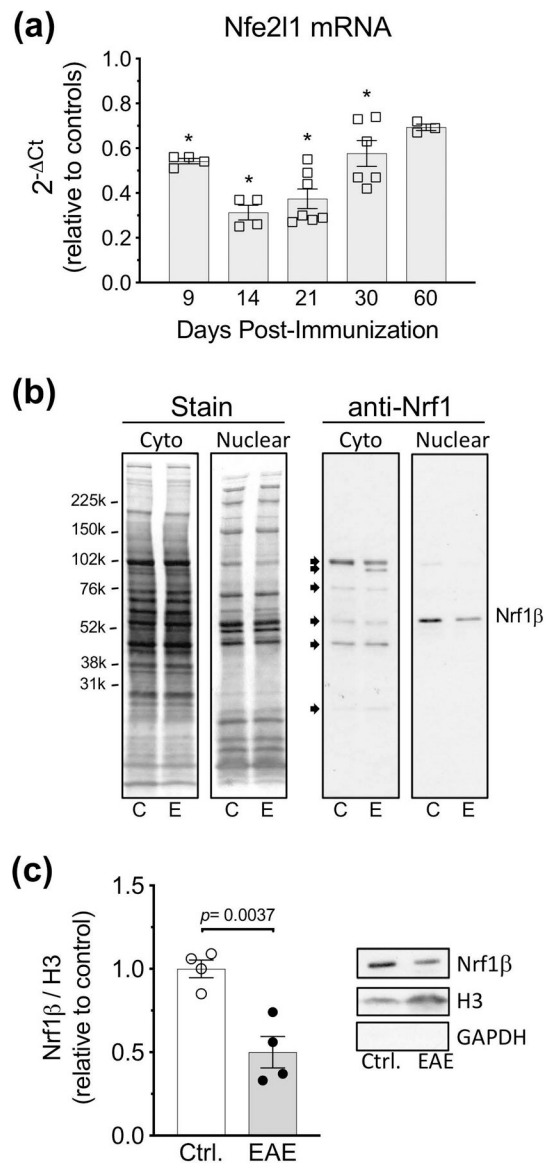 (a)
Nfe2l1 mRNA
2-ΔCt
(relative to controls)
1.0
0.8
0.6
0.4
0.2
0.0
* * * *
9 14 21 30 60
Days Post-Immunization
(b)
Stain anti-Nrf1
Cyto Nuclear Cyto Nuclear
225k
150k
102k
76k
52k
38k
31k
Nrf1β
C E C E C E C E
(c)
Nrf1β / H3
(relative to control)
1.5
1.0
0.5
0.0
p= 0.0037
Ctrl. EAE
Nrf1β
H3
GAPDH
Ctrl. EAE